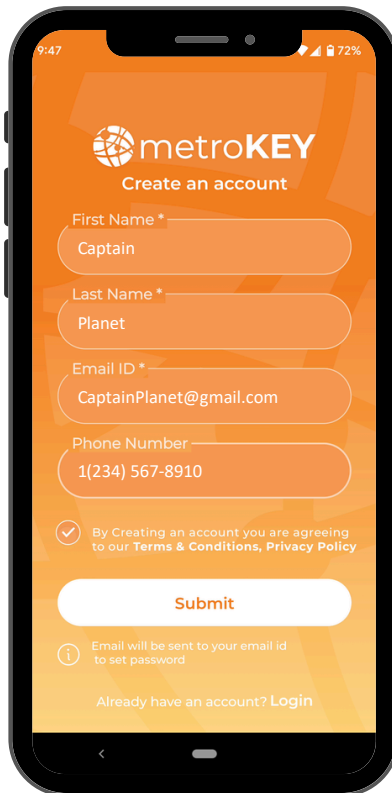 9:47
72%
metroKEY
Create an account
First Name *
Captain
Last Name *
Planet
Email ID *
CaptainPlanet@gmail.com
Phone Number
1(234) 567-8910
By Creating an account you are agreeing
to our Terms & Conditions, Privacy Policy
Submit
Email will be sent to your email id
to set password
Already have an account? Login